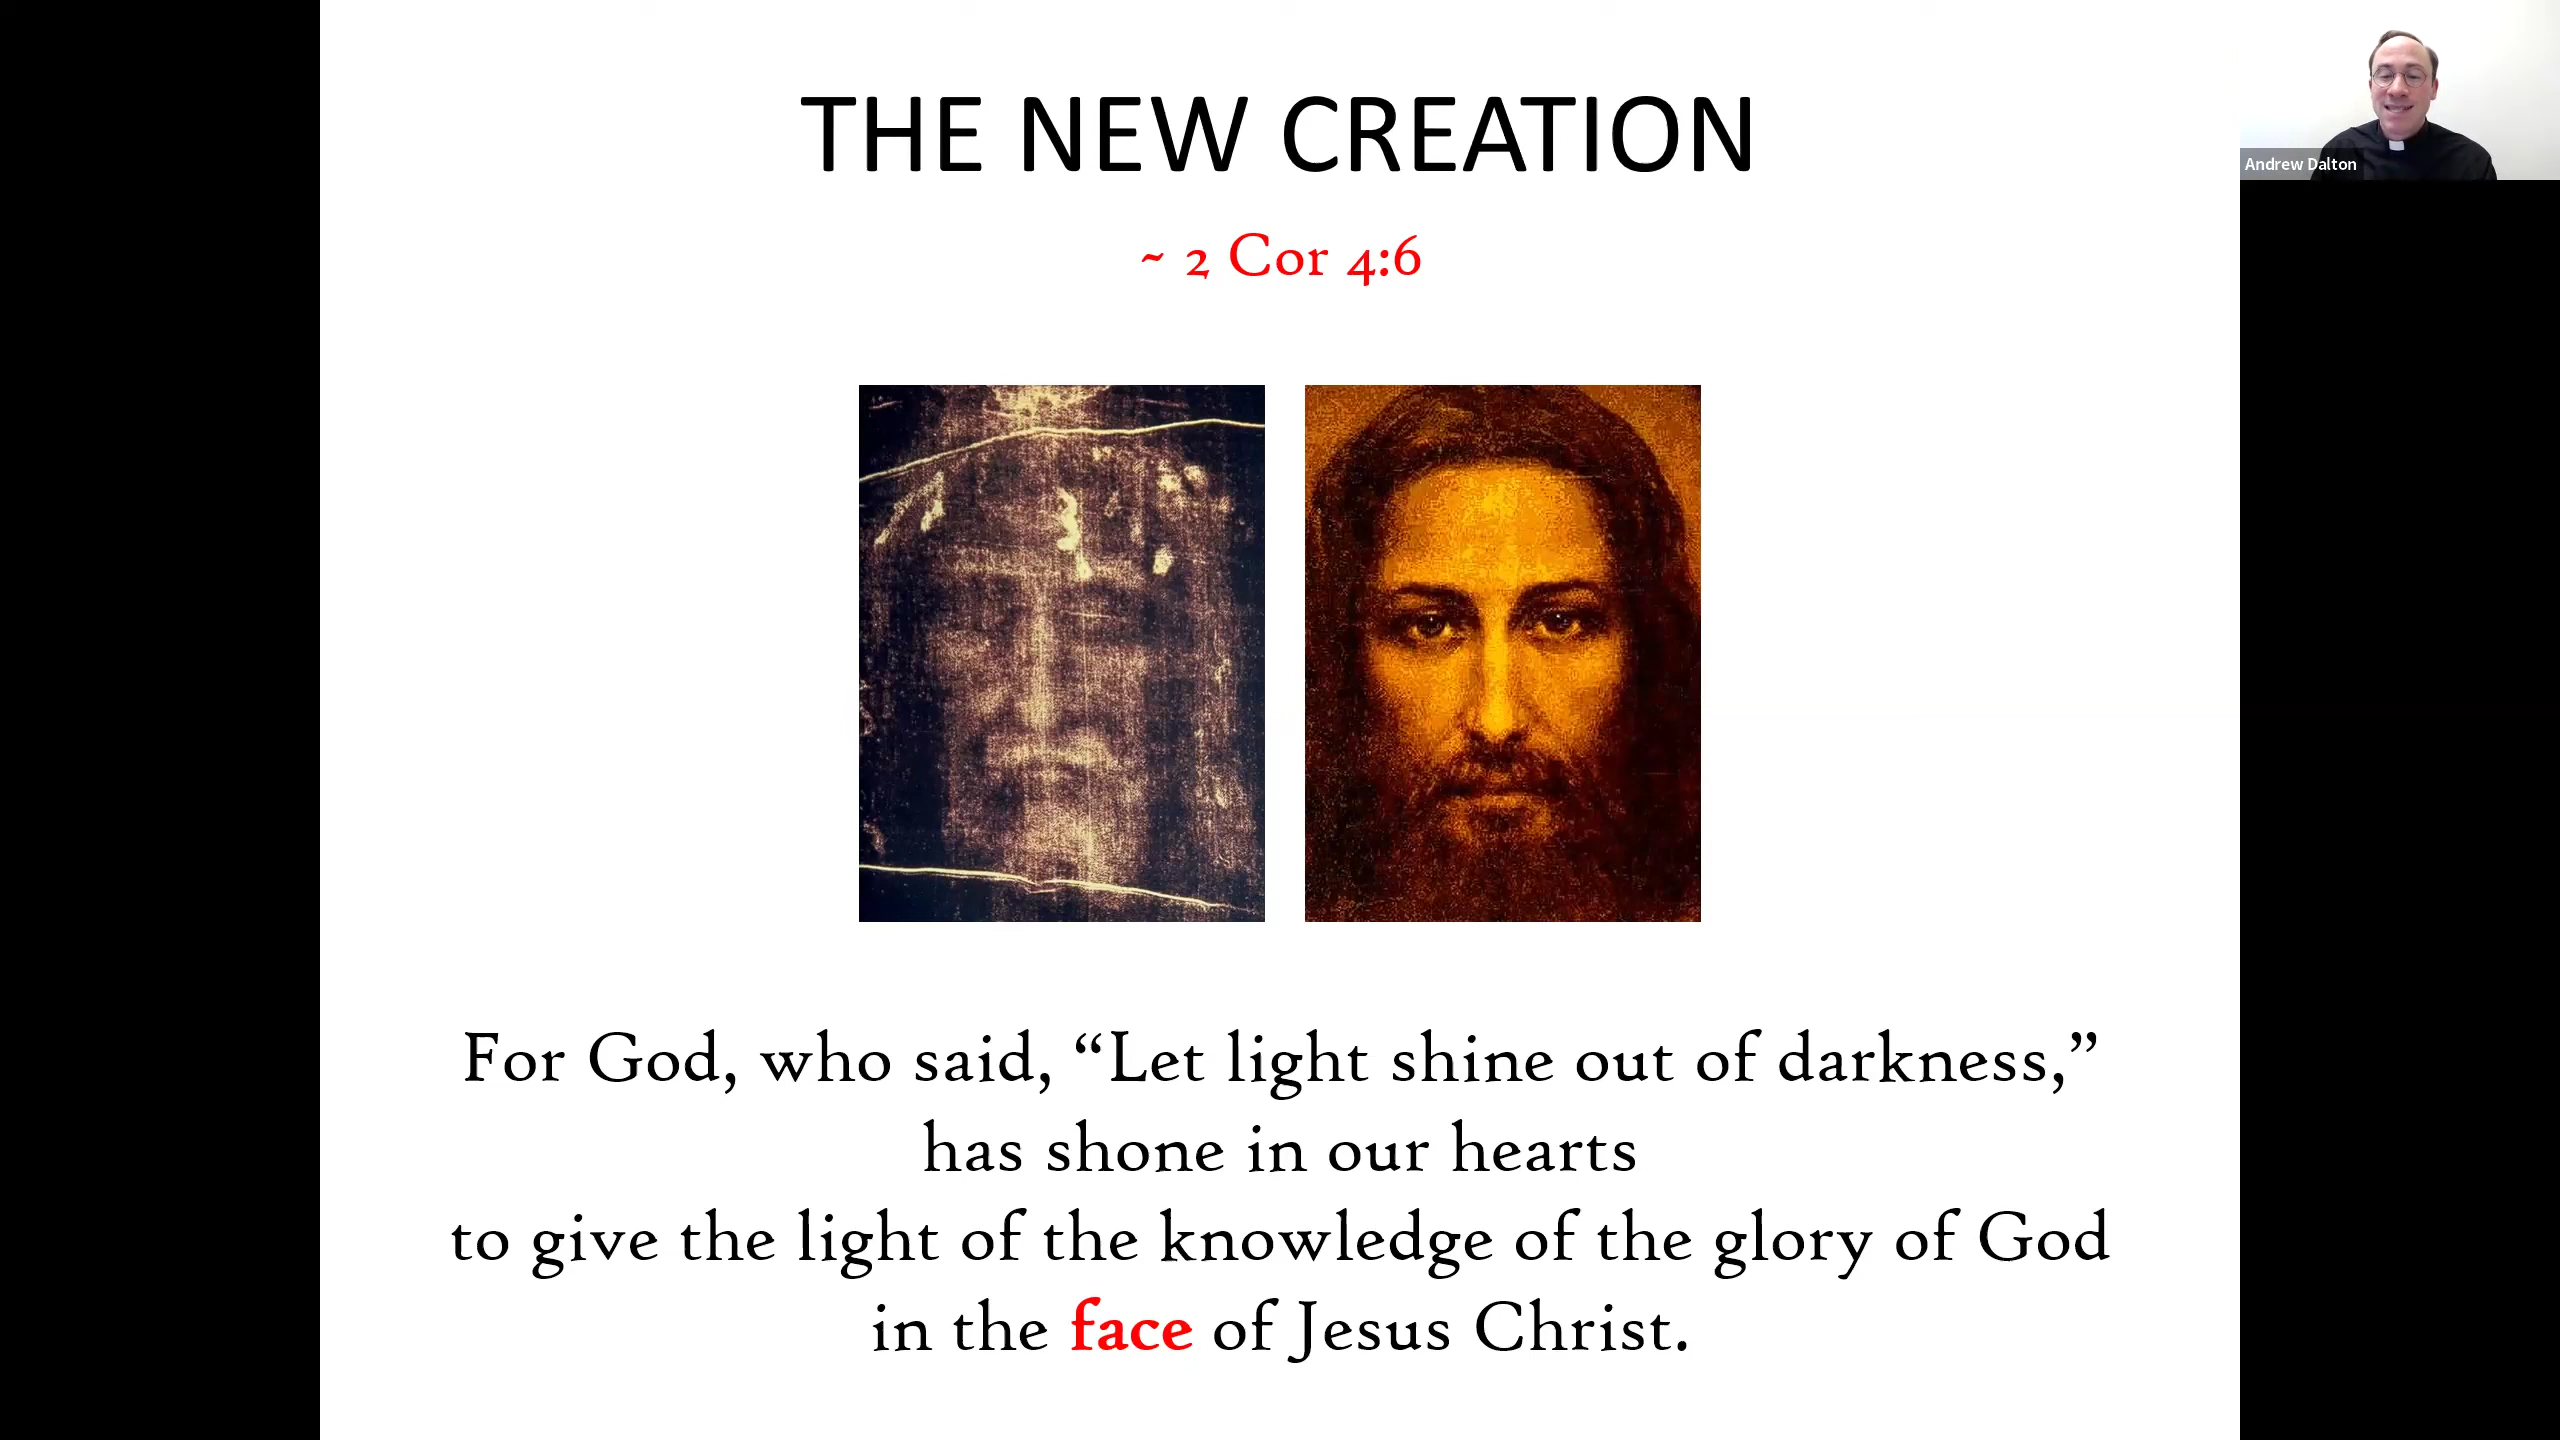 THE NEW CREATION
~ 2 Cor 4:6
Andrew Dalton
For God, who said, “Let light shine out of darkness,”
has shone in our hearts
to give the light of the knowledge of the glory of God
in the face of Jesus Christ.